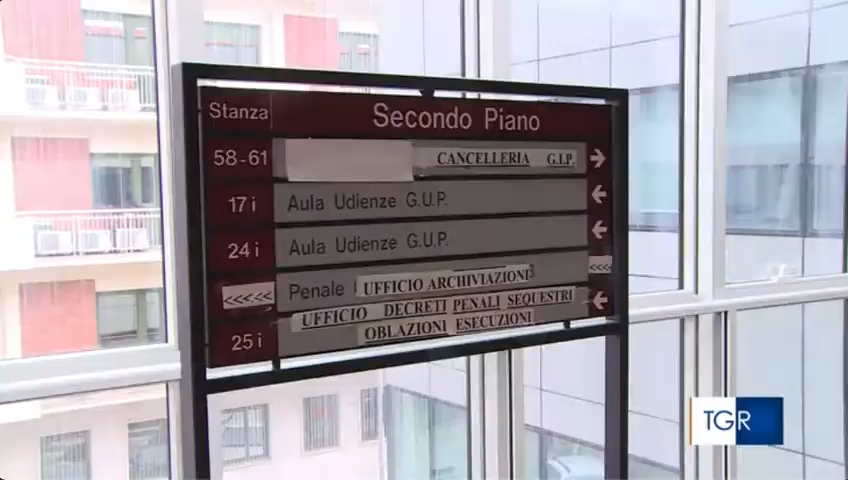 Stanza Secondo Piano
58-61 CANCELLERIA G.I.P. →
17 i Aula Udienze G.U.P. ←
24 i Aula Udienze G.U.P. ←
<<<<< Penale UFFICIO ARCHIVIAZIONI <<<<
UFFICIO DECRETI PENALI SEQUESTRI ←
25 i OBLAZIONI ESECUZIONI
TGR